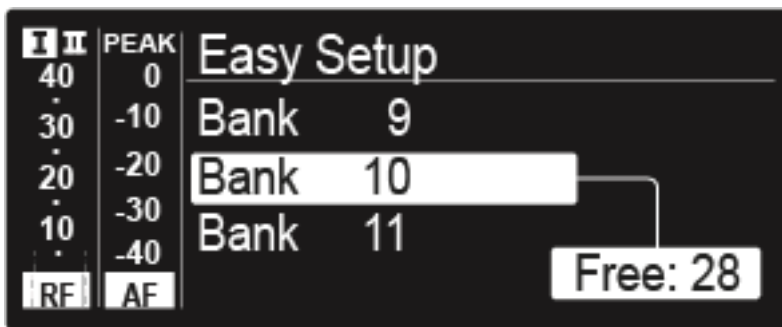 I II PEAK
40 0
30 -10
20 -20
10 -30
-40
RF AF
Easy Setup
Bank 9
Bank 10
Bank 11
Free: 28